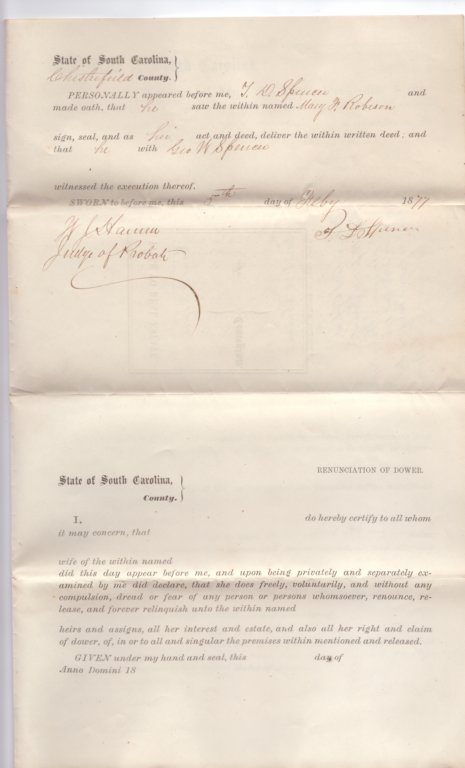 State of South Carolina,
Chesterfield County.
PERSONALLY appeared before me, T. D. Spencer and
made oath, that he saw the within named Mary F Robison
sign, seal, and as her act and deed, deliver the within written deed; and
that he with Geo W Spencer
witnessed the execution thereof.
SWORN to before me, this 5th day of Feby 1877
T D Spencer
Judge of Probate
RENUNCIATION OF DOWER.
State of South Carolina,
County.
I, do hereby certify to all whom
it may concern, that
wife of the within named
did this day appear before me, and upon being privately and separately ex-
amined by me did declare, that she does freely, voluntarily, and without any
compulsion, dread or fear of any person or persons whomsoever, renounce, re-
lease, and forever relinquish unto the within named
heirs and assigns, all her interest and estate, and also all her right and claim
of dower, of, in or to all and singular the premises within mentioned and released.
GIVEN under my hand and seal, this day of
Anno Domini 18